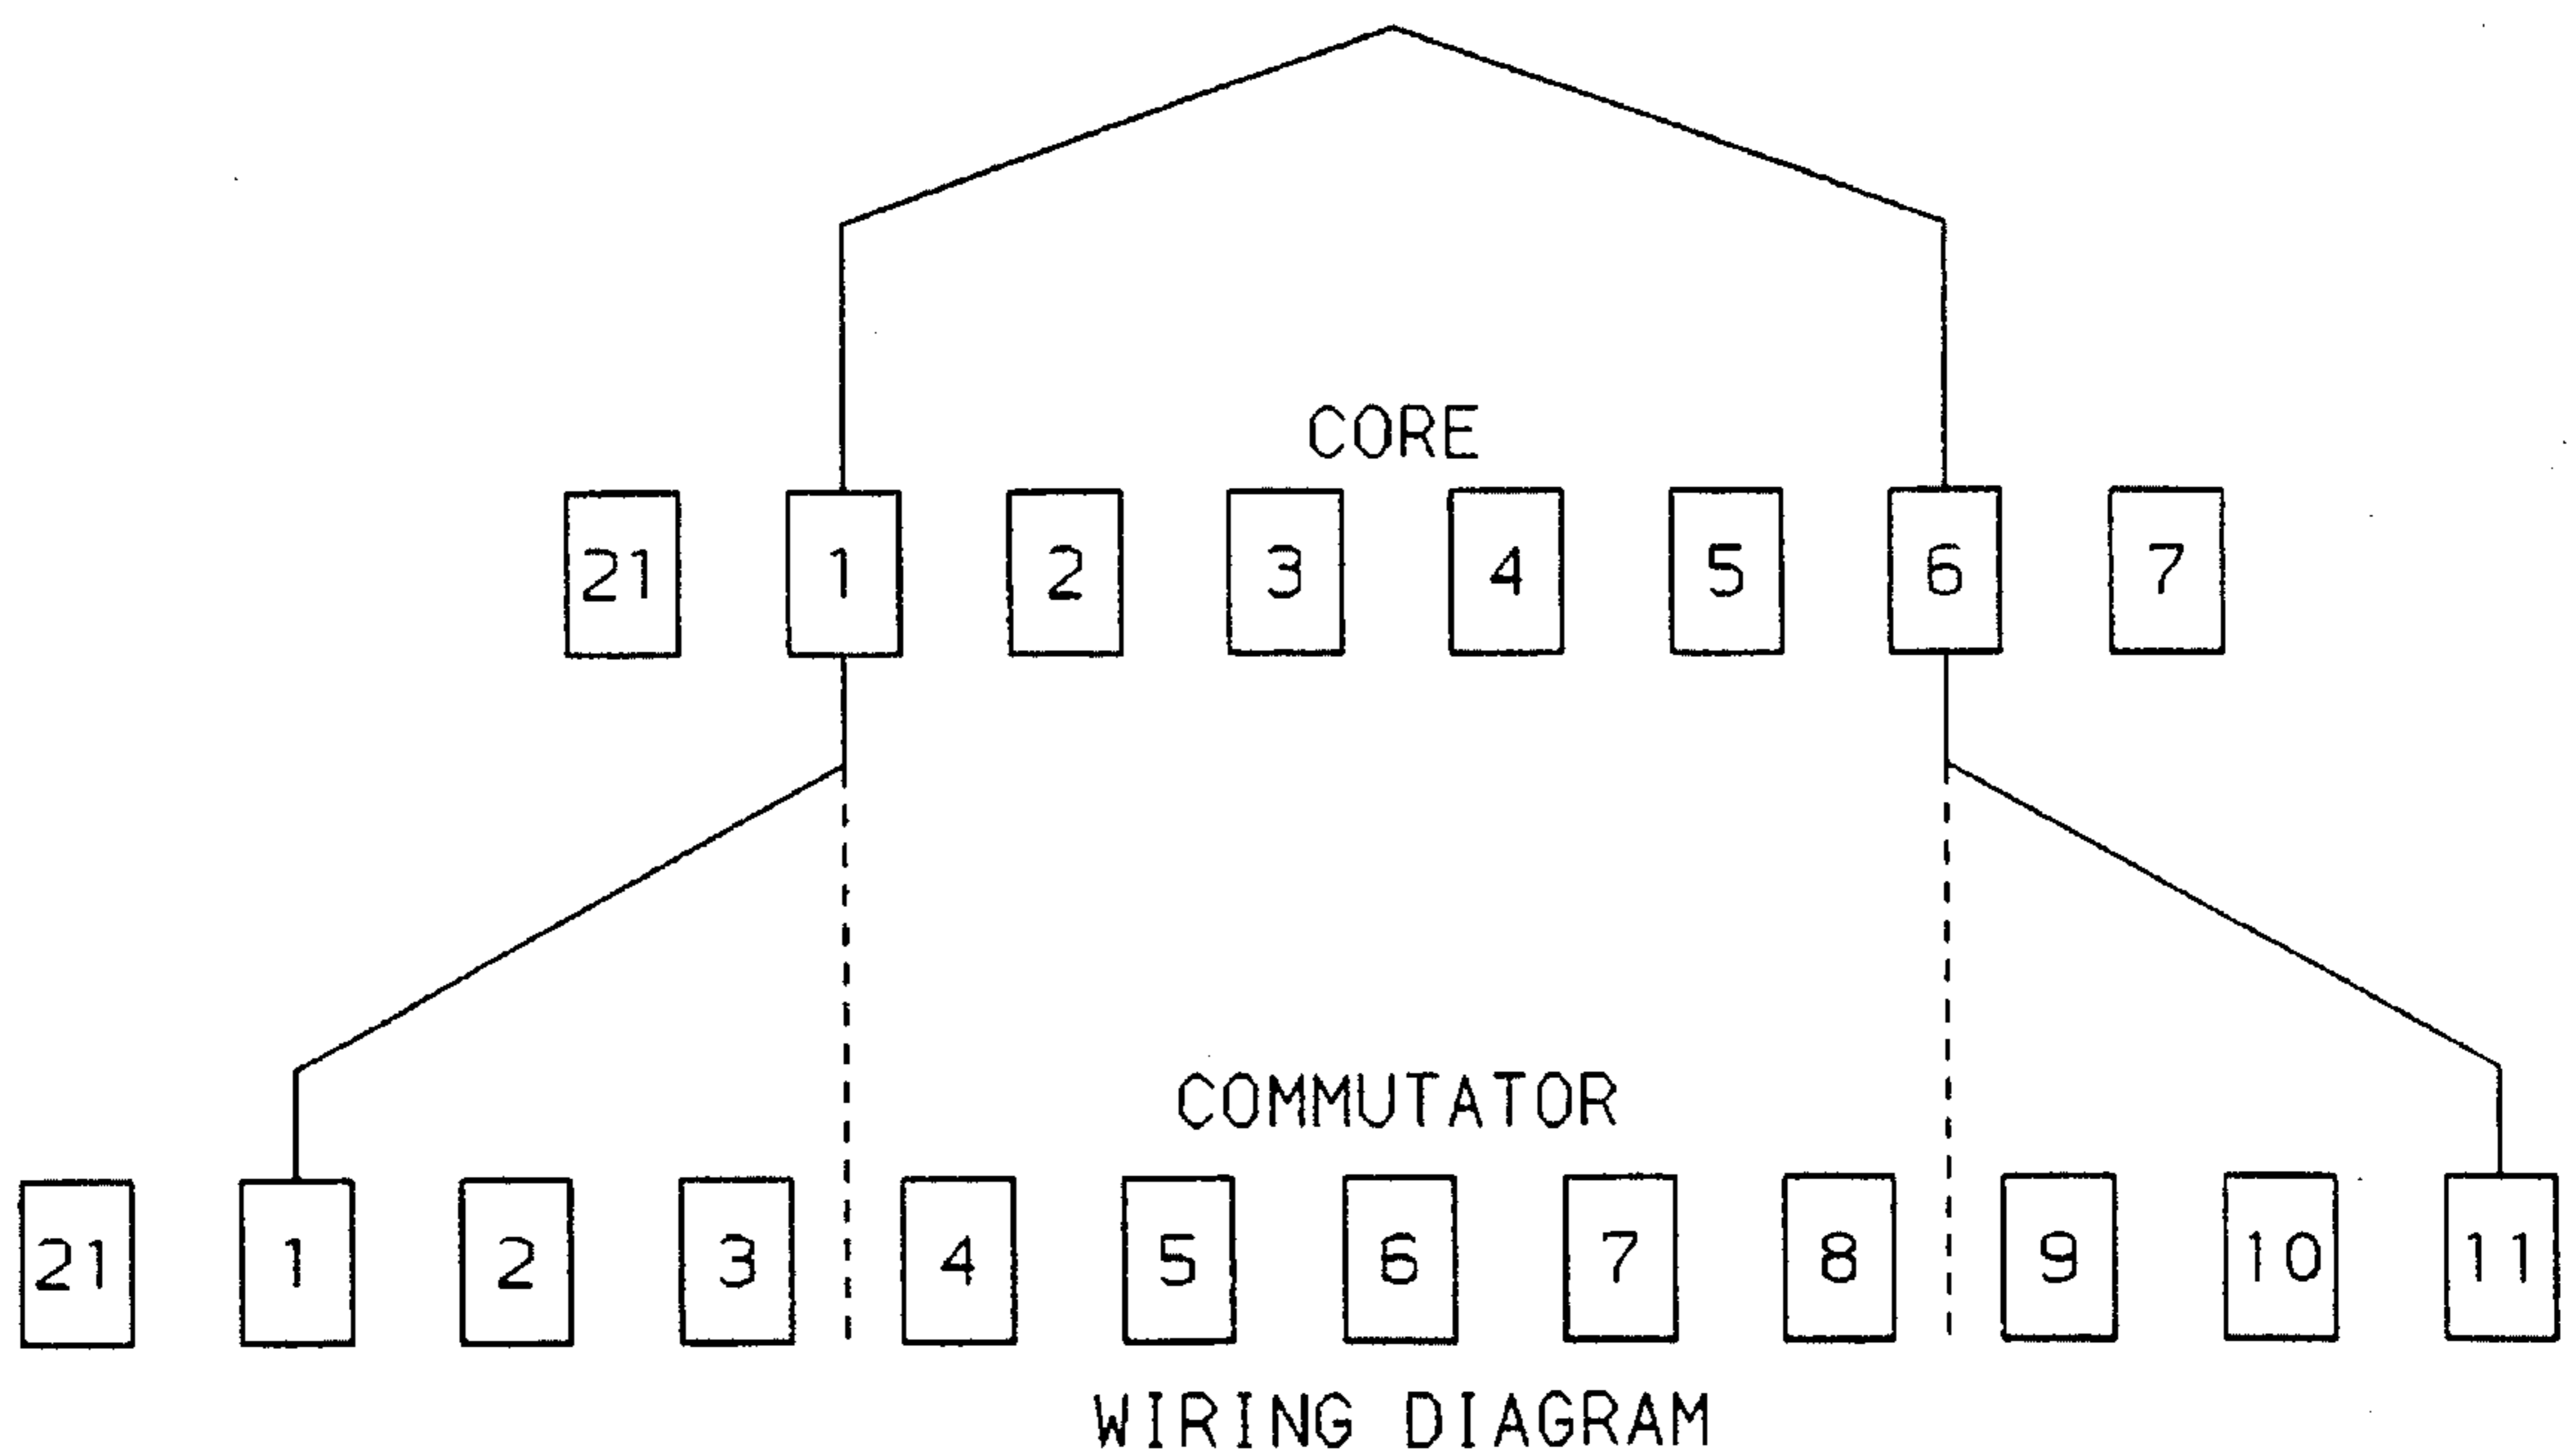 CORE
21 1 2 3 4 5 6 7
COMMUTATOR
21 1 2 3 4 5 6 7 8 9 10 11
WIRING DIAGRAM